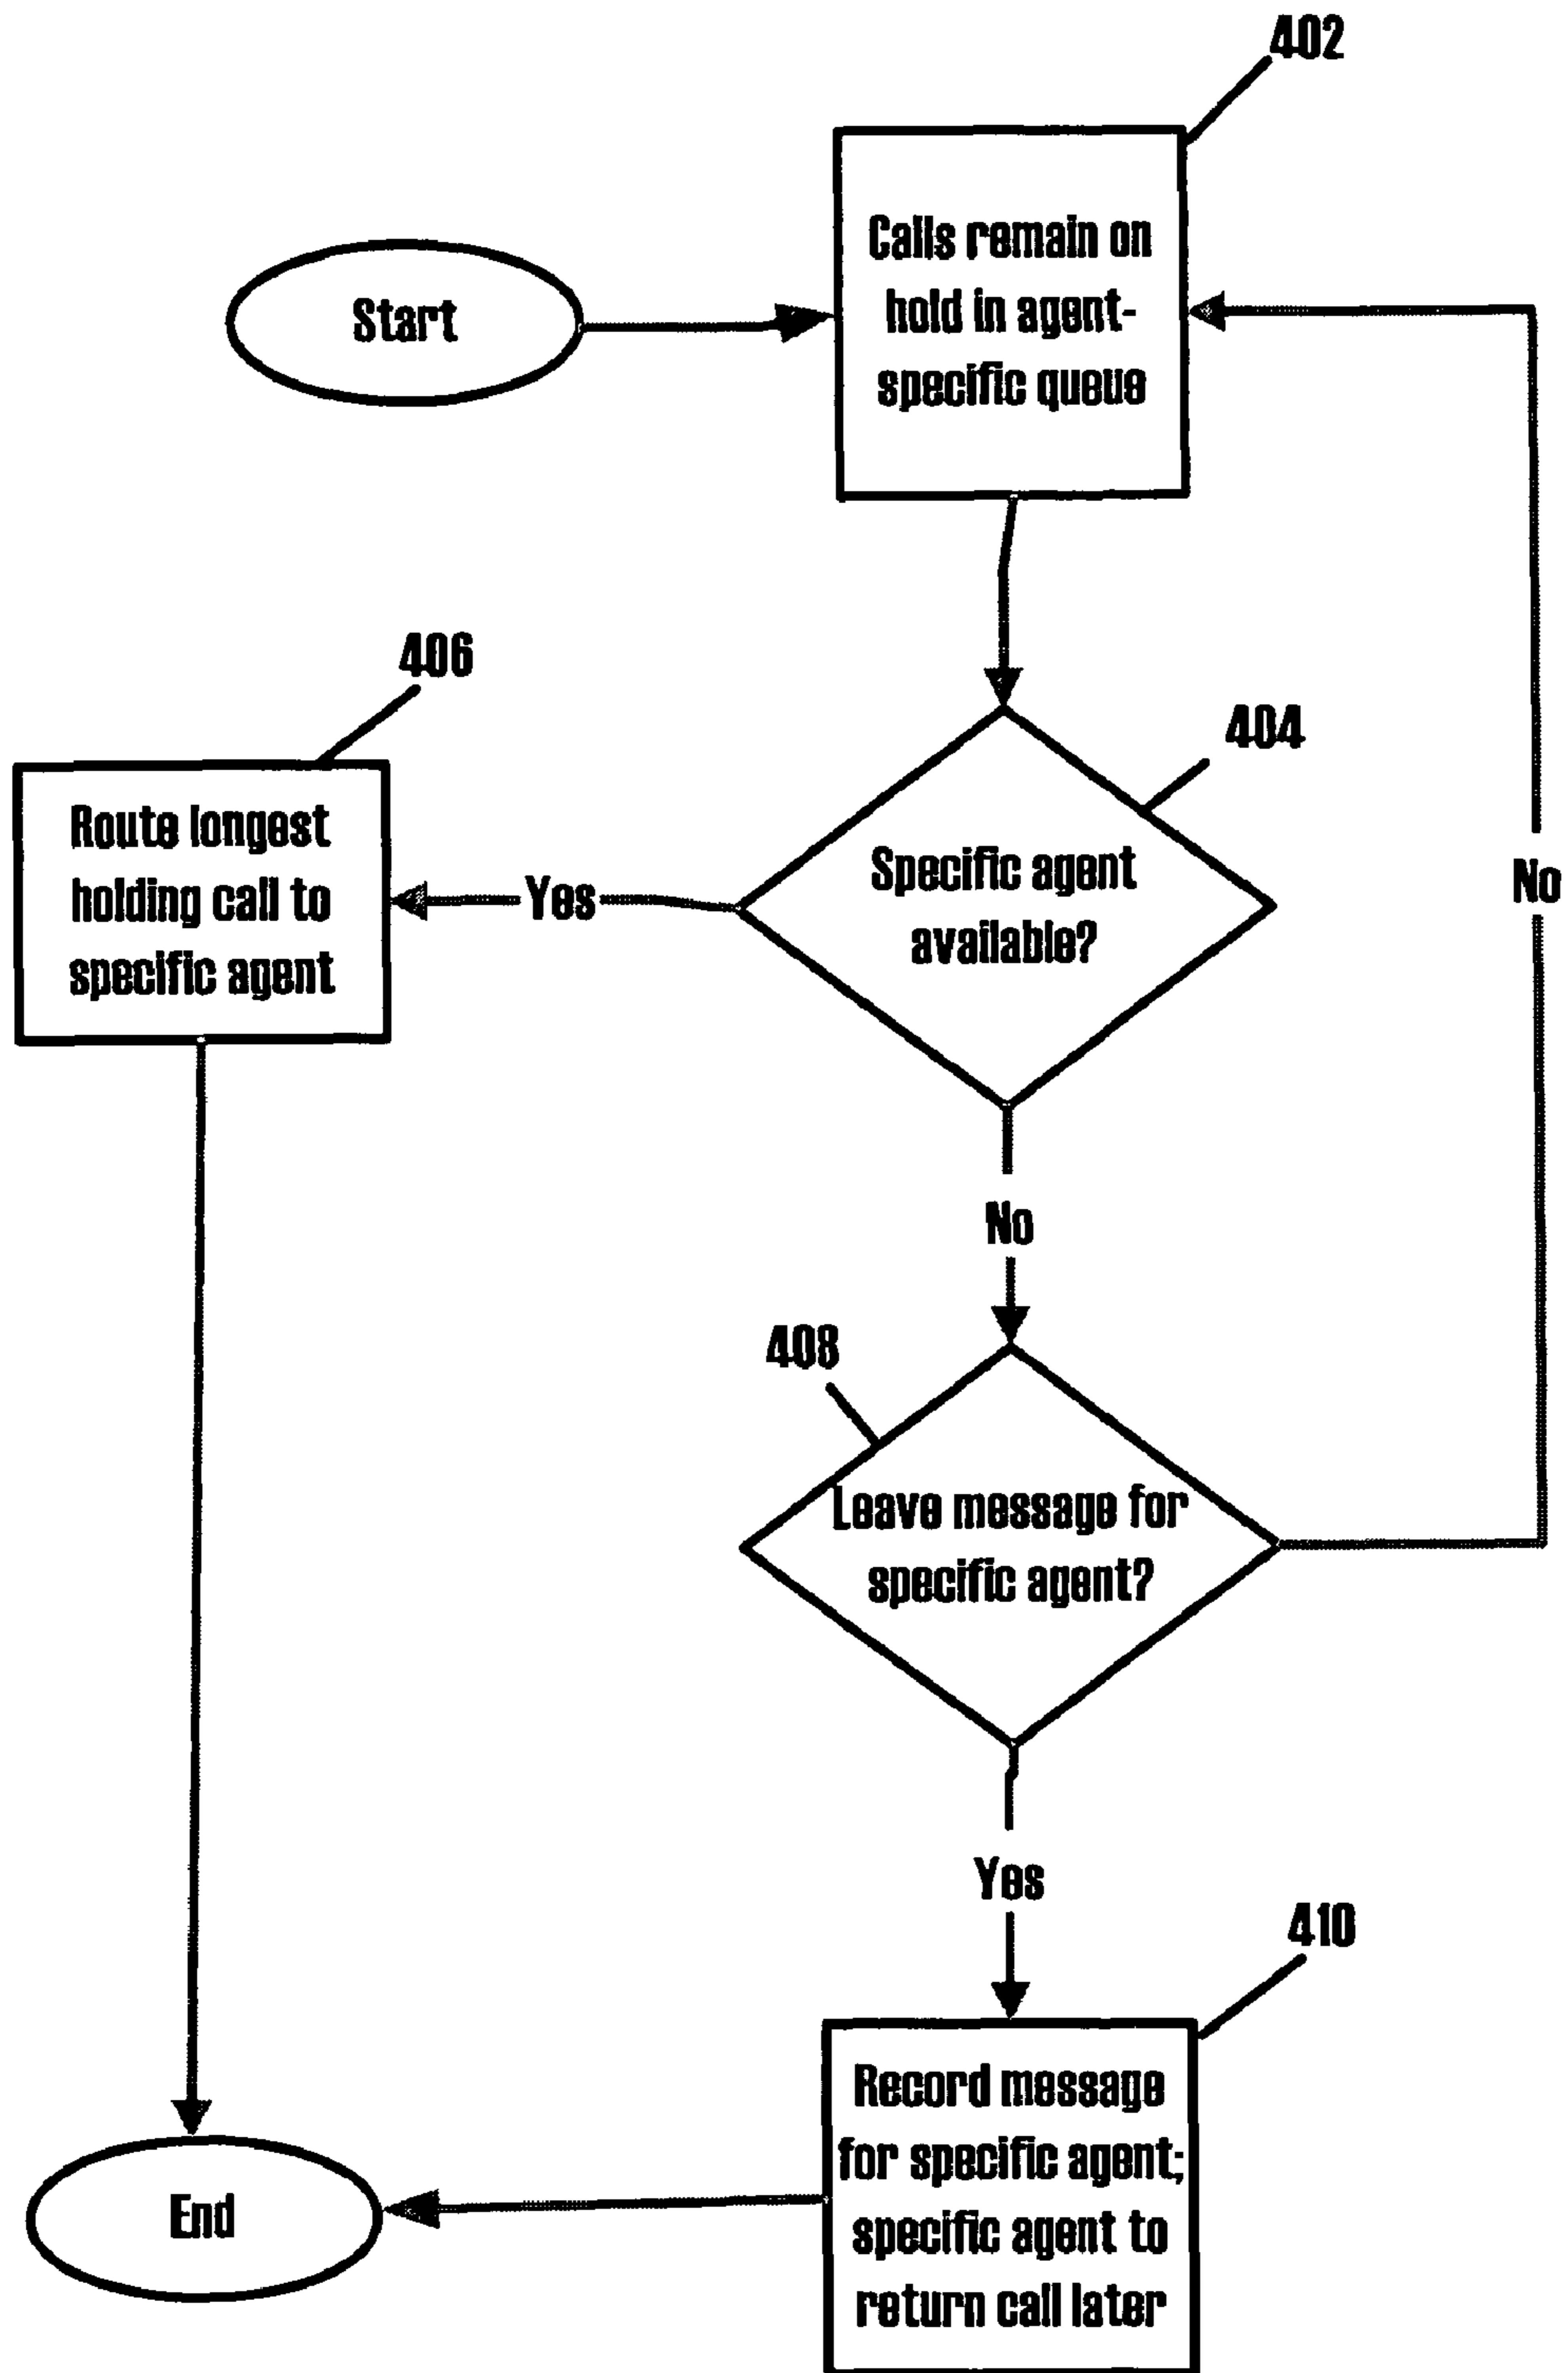 402
Calls remain on
hold in agent-
specific queue
Start
406
404
Route longest
holding call to
specific agent
Yes
Specific agent
available?
No
No
408
Leave message for
specific agent?
Yes
410
Record message
for specific agent;
specific agent to
return call later
End